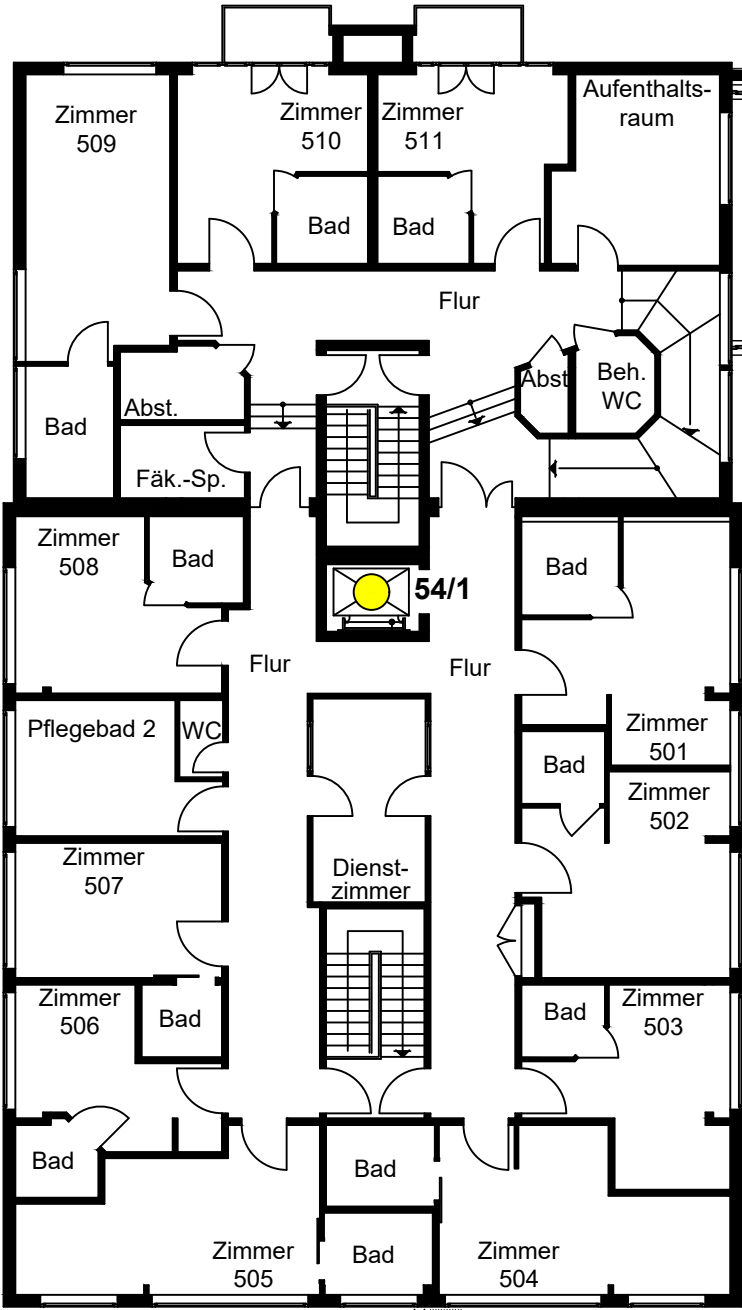 Zimmer
509
Zimmer
510
Zimmer
511
Aufenthalts-
raum
Bad
Bad
Flur
Bad
Abst.
Abst
Beh.
WC
Fäk.-Sp.
Zimmer
508
Bad
54/1
Bad
Flur
Flur
Pflegebad 2
WC
Zimmer
501
Bad
Zimmer
502
Zimmer
507
Dienst-
zimmer
Zimmer
506
Bad
Bad
Zimmer
503
Bad
Bad
Zimmer
505
Bad
Zimmer
504